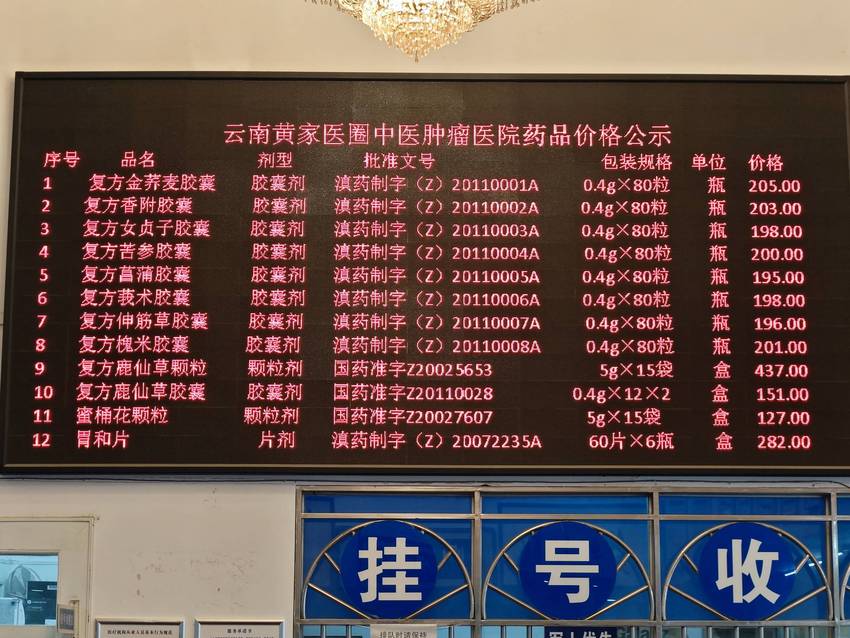 云南黄家医圈中医肿瘤医院药品价格公示
序号 品名 剂型 批准文号 包装规格 单位 价格
1 复方金荞麦胶囊 胶囊剂 滇药制字（Z）20110001A 0.4g×80粒 瓶 205.00
2 复方香附胶囊 胶囊剂 滇药制字（Z）20110002A 0.4g×80粒 瓶 203.00
3 复方女贞子胶囊 胶囊剂 滇药制字（Z）20110003A 0.4g×80粒 瓶 198.00
4 复方苦参胶囊 胶囊剂 滇药制字（Z）20110004A 0.4g×80粒 瓶 200.00
5 复方菖蒲胶囊 胶囊剂 滇药制字（Z）20110005A 0.4g×80粒 瓶 195.00
6 复方莪术胶囊 胶囊剂 滇药制字（Z）20110006A 0.4g×80粒 瓶 198.00
7 复方伸筋草胶囊 胶囊剂 滇药制字（Z）20110007A 0.4g×80粒 瓶 196.00
8 复方槐米胶囊 胶囊剂 滇药制字（Z）20110008A 0.4g×80粒 瓶 201.00
9 复方鹿仙草颗粒 颗粒剂 国药准字Z20025653 5g×15袋 盒 437.00
10 复方鹿仙草胶囊 胶囊剂 国药准字Z20110028 0.4g×12×2 盒 151.00
11 蜜桶花颗粒 颗粒剂 国药准字Z20027607 5g×15袋 盒 127.00
12 胃和片 片剂 滇药制字（Z）20072235A 60片×6瓶 盒 282.00
挂 号 收
排队时请保持